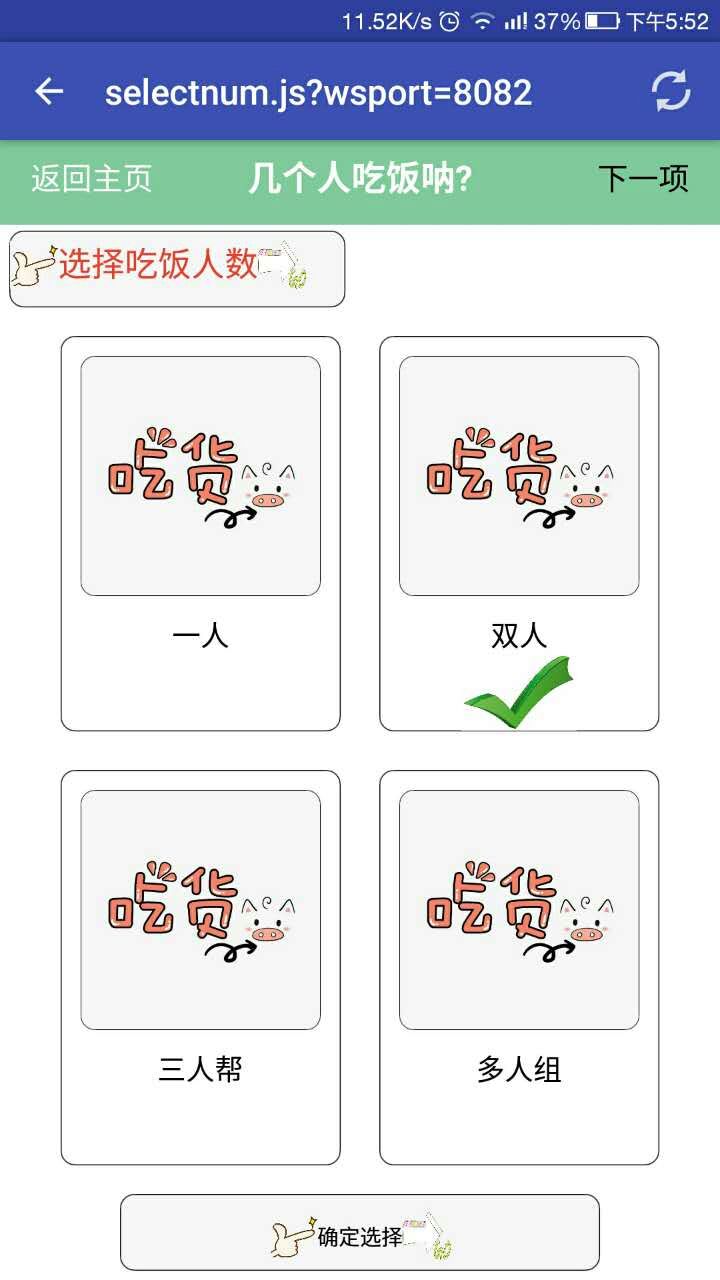 11.52K/s 37% 下午5:52
selectnum.js?wsport=8082
返回主页 几个人吃饭呐? 下一项
选择吃饭人数
吃货 吃货
一人 双人
吃货 吃货
三人帮 多人组
确定选择